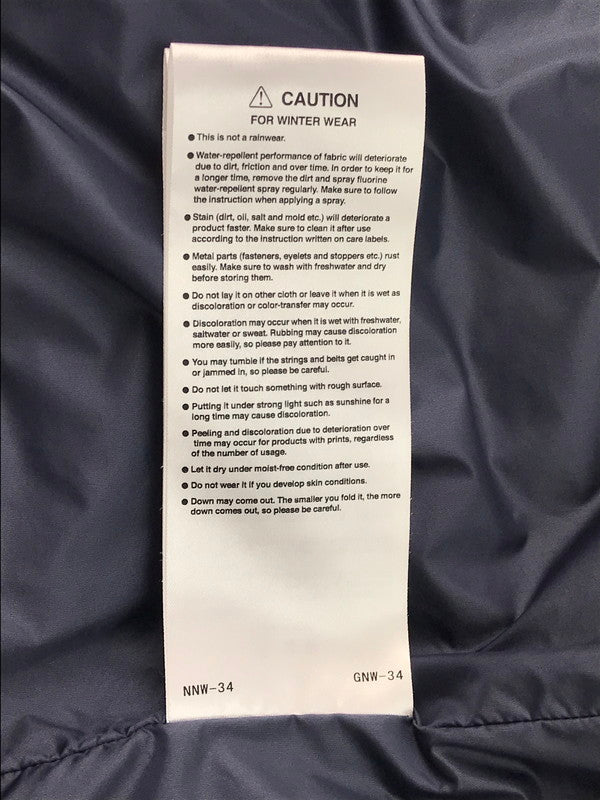 CAUTION
FOR WINTER WEAR
● This is not a rainwear.
● Water-repellent performance of fabric will deteriorate
due to dirt, friction and over time. In order to keep it for
a longer time, remove the dirt and spray fluorine
water-repellent spray regularly. Make sure to follow
the instruction when applying a spray.
● Stain (dirt, oil, salt and mold etc.) will deteriorate a
product faster. Make sure to clean it after use
according to the instruction written on care labels.
● Metal parts (fasteners, eyelets and stoppers etc.) rust
easily. Make sure to wash with freshwater and dry
before storing them.
● Do not lay it on other cloth or leave it when it is wet as
discoloration or color-transfer may occur.
● Discoloration may occur when it is wet with freshwater,
saltwater or sweat. Rubbing may cause discoloration
more easily, so please pay attention to it.
● You may tumble if the strings and belts get caught in
or jammed in, so please be careful.
● Do not let it touch something with rough surface.
● Putting it under strong light such as sunshine for a
long time may cause discoloration.
● Peeling and discoloration due to deterioration over
time may occur for products with prints, regardless
of the number of usage.
● Let it dry under moist-free condition after use.
● Do not wear it if you develop skin conditions.
● Down may come out. The smaller you fold it, the more
down comes out, so please be careful.
NNW-34 GNW-34